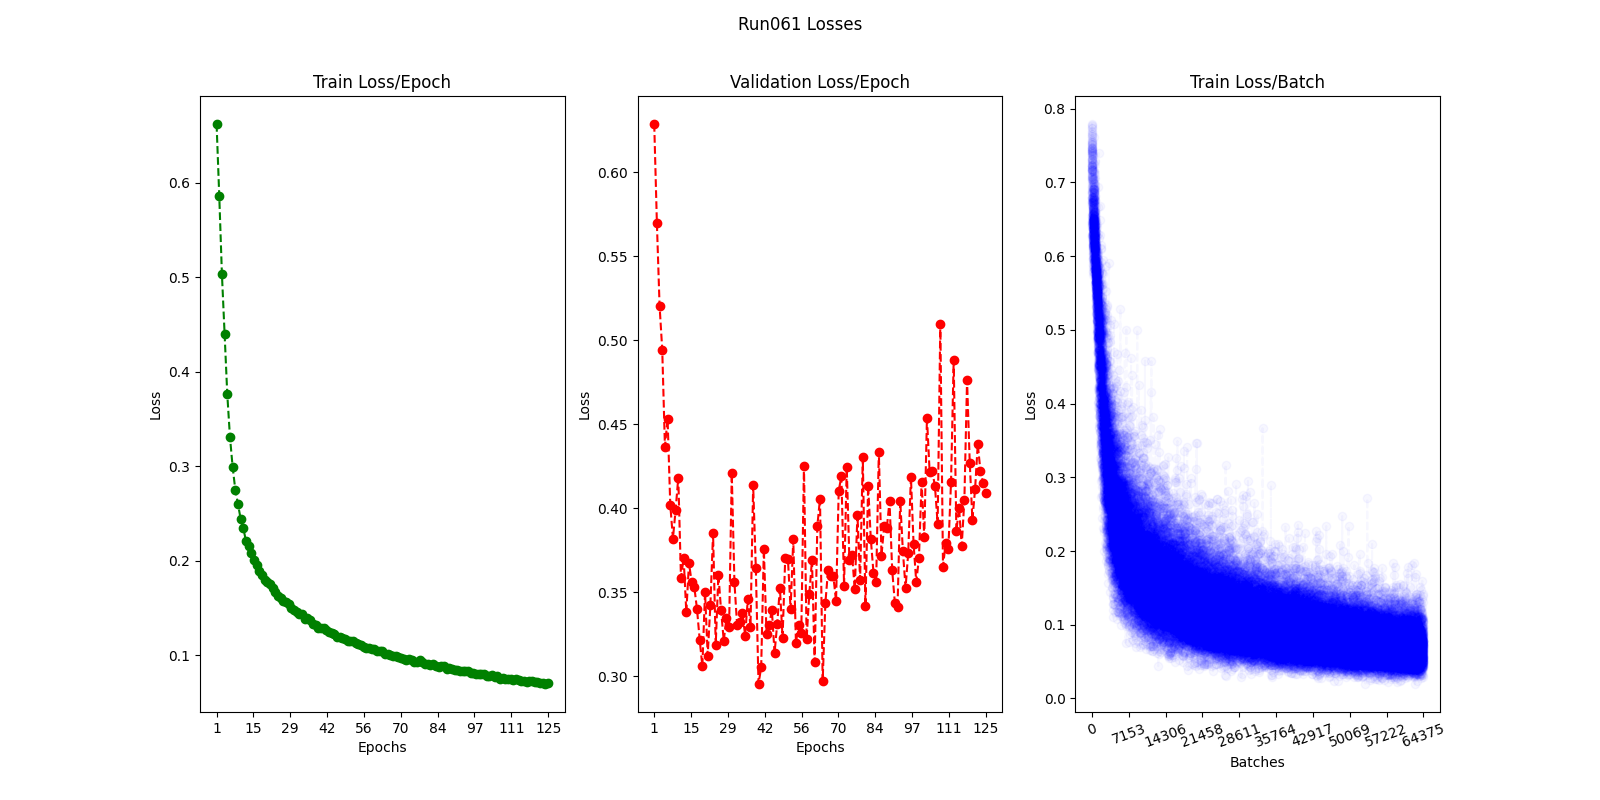 Run061 Losses
Train Loss/Epoch
Loss
0.6
0.5
0.4
0.3
0.2
0.1
1 15 29 42 56 70 84 97 111 125
Epochs
Validation Loss/Epoch
Loss
0.60
0.55
0.50
0.45
0.40
0.35
0.30
1 15 29 42 56 70 84 97 111 125
Epochs
Train Loss/Batch
Loss
0.8
0.7
0.6
0.5
0.4
0.3
0.2
0.1
0.0
0 7153 14306 21458 28611 35764 42917 50069 57222 64375
Batches